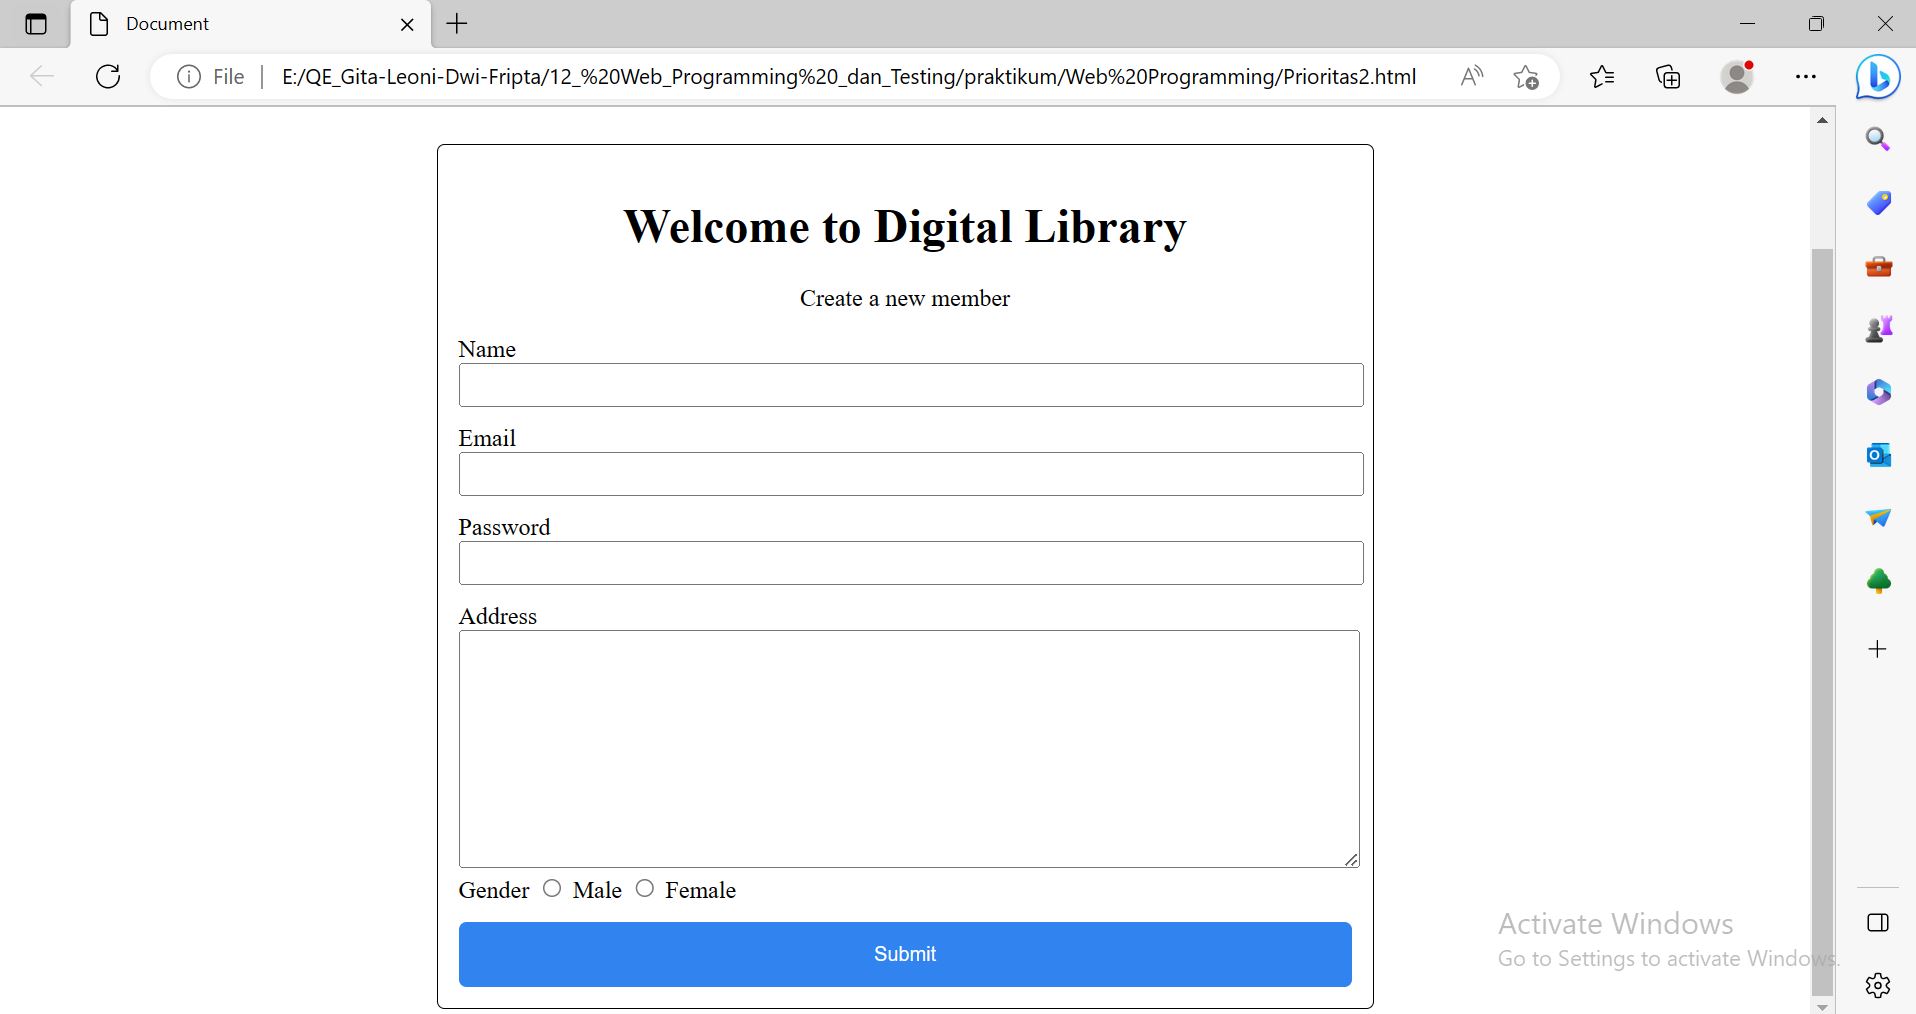 Document
File
E:/QE_Gita-Leoni-Dwi-Fripta/12_%20Web_Programming%20_dan_Testing/praktikum/Web%20Programming/Prioritas2.html
Welcome to Digital Library
Create a new member
Name
Email
Password
Address
Gender Male Female
Submit
Activate Windows
Go to Settings to activate Windows.